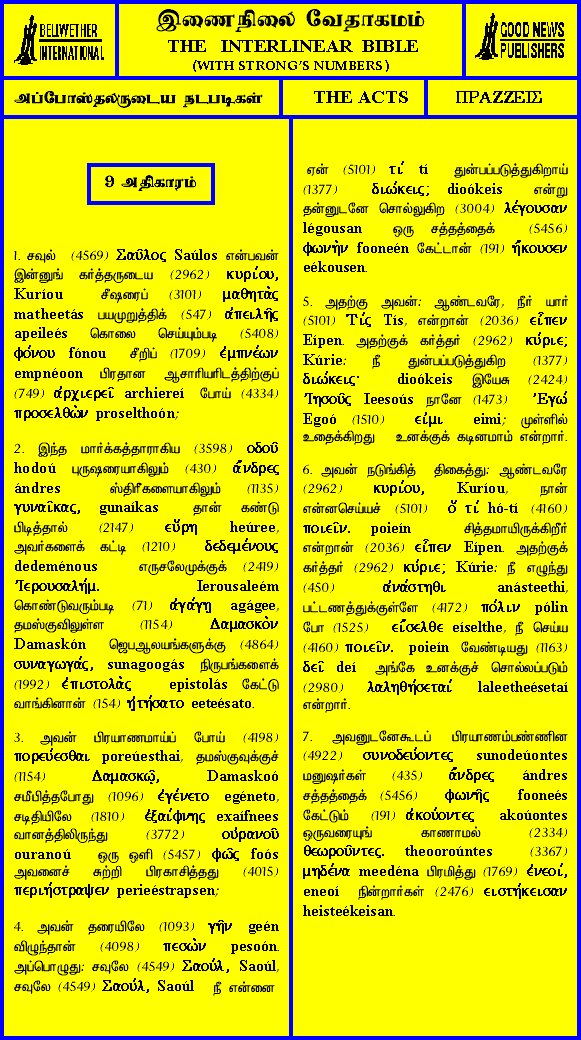 BELLWETHER
INTERNATIONAL
இணைநிலை வேதாகமம்
THE INTERLINEAR BIBLE
(WITH STRONG'S NUMBERS)
GOOD NEWS
PUBLISHERS
அப்போஸ்தலருடைய நடபடிகள்
THE ACTS
ΠΡΑΖΖΕΙΣ
9 அதிகாரம்
1. சவுல் (4569) Σαῦλος Saúlos என்பவன்
இன்னுங் கர்த்தருடைய (2962) κυρίου,
Kuríou சீஷரைப் (3101) μαθητὰς
matheetás பயமுறுத்திக் (547) ἀπειλῆς
apeileés கொலை செய்யும்படி (5408)
φόνου fónou சீறிப் (1709) ἐμπνέων
empnéoon பிரதான ஆசாரியரிடத்திற்குப்
(749) ἀρχιερεῖ archiereí போய் (4334)
προσελθὼν proselthoón;
2. இந்த மார்க்கத்தாராகிய (3598) οδοῦ
hodoú புருஷரையாகிலும் (430) ἄνδρες
ándres ஸ்திரீகளையாகிலும் (1135)
γυναῖκας, gunaíkas தான் கண்டு
பிடித்தால் (2147) εὕρῃ heúree,
அவர்களைக் கட்டி (1210) δεδεμένους
dedeménous எருசலேமுக்குக் (2419)
Ἰερουσαλήμ. Ierousaleém
கொண்டுவரும்படி (71) ἀγάγῃ agágee,
தமஸ்குவிலுள்ள (1154) Δαμασκὸν
Damaskón ஜெபஆலயங்களுக்கு (4864)
συναγωγάς, sunagoogás நிருபங்களைக்
(1992) ἐπιστολὰς epistolás கேட்டு
வாங்கினான் (154) ᾐτήσατο eeteésato.
3. அவன் பிரயாணமாய்ப் போய் (4198)
πορεύεσθαι poreúesthai, தமஸ்குவுக்குச்
(1154) Δαμασκῷ, Damaskoó
சமீபித்தபோது (1096) ἐγένετο egéneto,
சடிதியிலே (1810) ἐξαίφνης exaífnees
வானத்திலிருந்து (3772) οὐρανοῦ
ouranoú ஒரு ஒளி (5457) φῶς foós
அவனைச் சுற்றி பிரகாசித்தது (4015)
περιήστραψεν perieéstrapsen;
4. அவன் தரையிலே (1093) γῆν geén
விழுந்தான் (4098) πεσὼν pesoón.
அப்பொழுது: சவுலே (4549) Σαούλ, Saoúl,
சவுலே (4549) Σαούλ, Saoúl நீ என்னை
ஏன் (5101) τί tí துன்பப்படுத்துகிறாய்
(1377) διώκεις; dioókeis என்று
தன்னுடனே சொல்லுகிற (3004) λέγουσαν
légousan ஒரு சத்தத்தைக் (5456)
φωνὴν fooneén கேட்டான் (191) ἤκουσεν
eékousen.
5. அதற்கு அவன்: ஆண்டவரே, நீர் யார்
(5101) Τίς Tís, என்றான் (2036) εἶπεν
Eípen. அதற்குக் கர்த்தர் (2962) κύριε;
Kúrie: நீ துன்பப்படுத்துகிற (1377)
διώκεις· dioókeis இயேசு (2424)
Ἰησοῦς Ieesoús நானே (1473) Ἐγώ
Egoó (1510) εἰμι eimi; முள்ளில்
உதைக்கிறது உனக்குக் கடினமாம் என்றார்.
6. அவன் நடுங்கித் திகைத்து: ஆண்டவரே
(2962) κυρίου, Kuríou, நான்
என்னசெய்யச் (5101) ὅ τί hó-tí (4160)
ποιεῖν. poieín சித்தமாயிருக்கிறீர்
என்றான் (2036) εἶπεν Eípen. அதற்குக்
கர்த்தர் (2962) κύριε; Kúrie: நீ எழுந்து
(450) ἀνάστηθι anásteethi,
பட்டணத்துக்குள்ளே (4172) πόλιν pólin
போ (1525) εἴσελθε eíselthe, நீ செய்ய
(4160) ποιεῖν. poieín வேண்டியது (1163)
δεῖ deí அங்கே உனக்குச் சொல்லப்படும்
(2980) λαληθήσεταί laleetheésetaí
என்றார்.
7. அவனுடனேகூடப் பிரயாணம்பண்ணின
(4922) συνοδεύοντες sunodeúontes
மனுஷர்கள் (435) ἄνδρες ándres
சத்தத்தைக் (5456) φωνῆς fooneés
கேட்டும் (191) ἀκούοντες akoúontes
ஒருவரையுங் காணாமல் (2334)
θεωροῦντες. theooroúntes (3367)
μηδένα meedéna பிரமித்து (1769) ἐνεοί,
eneoí நின்றார்கள் (2476) ειστήκεισαν
heisteékeisan.